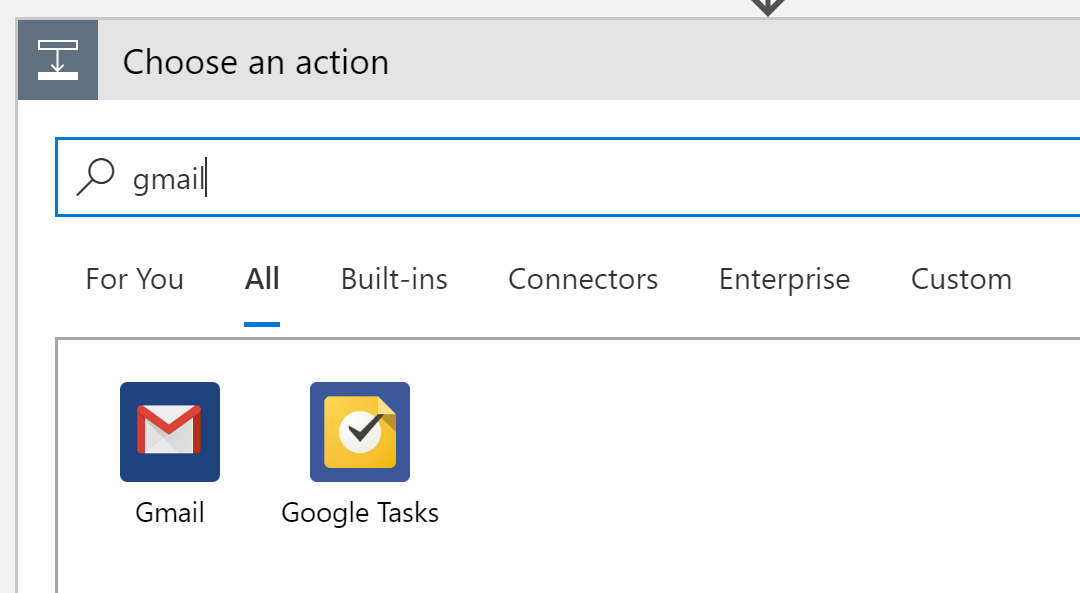 Choose an action
gmail
For You All Built-ins Connectors Enterprise Custom
Gmail Google Tasks